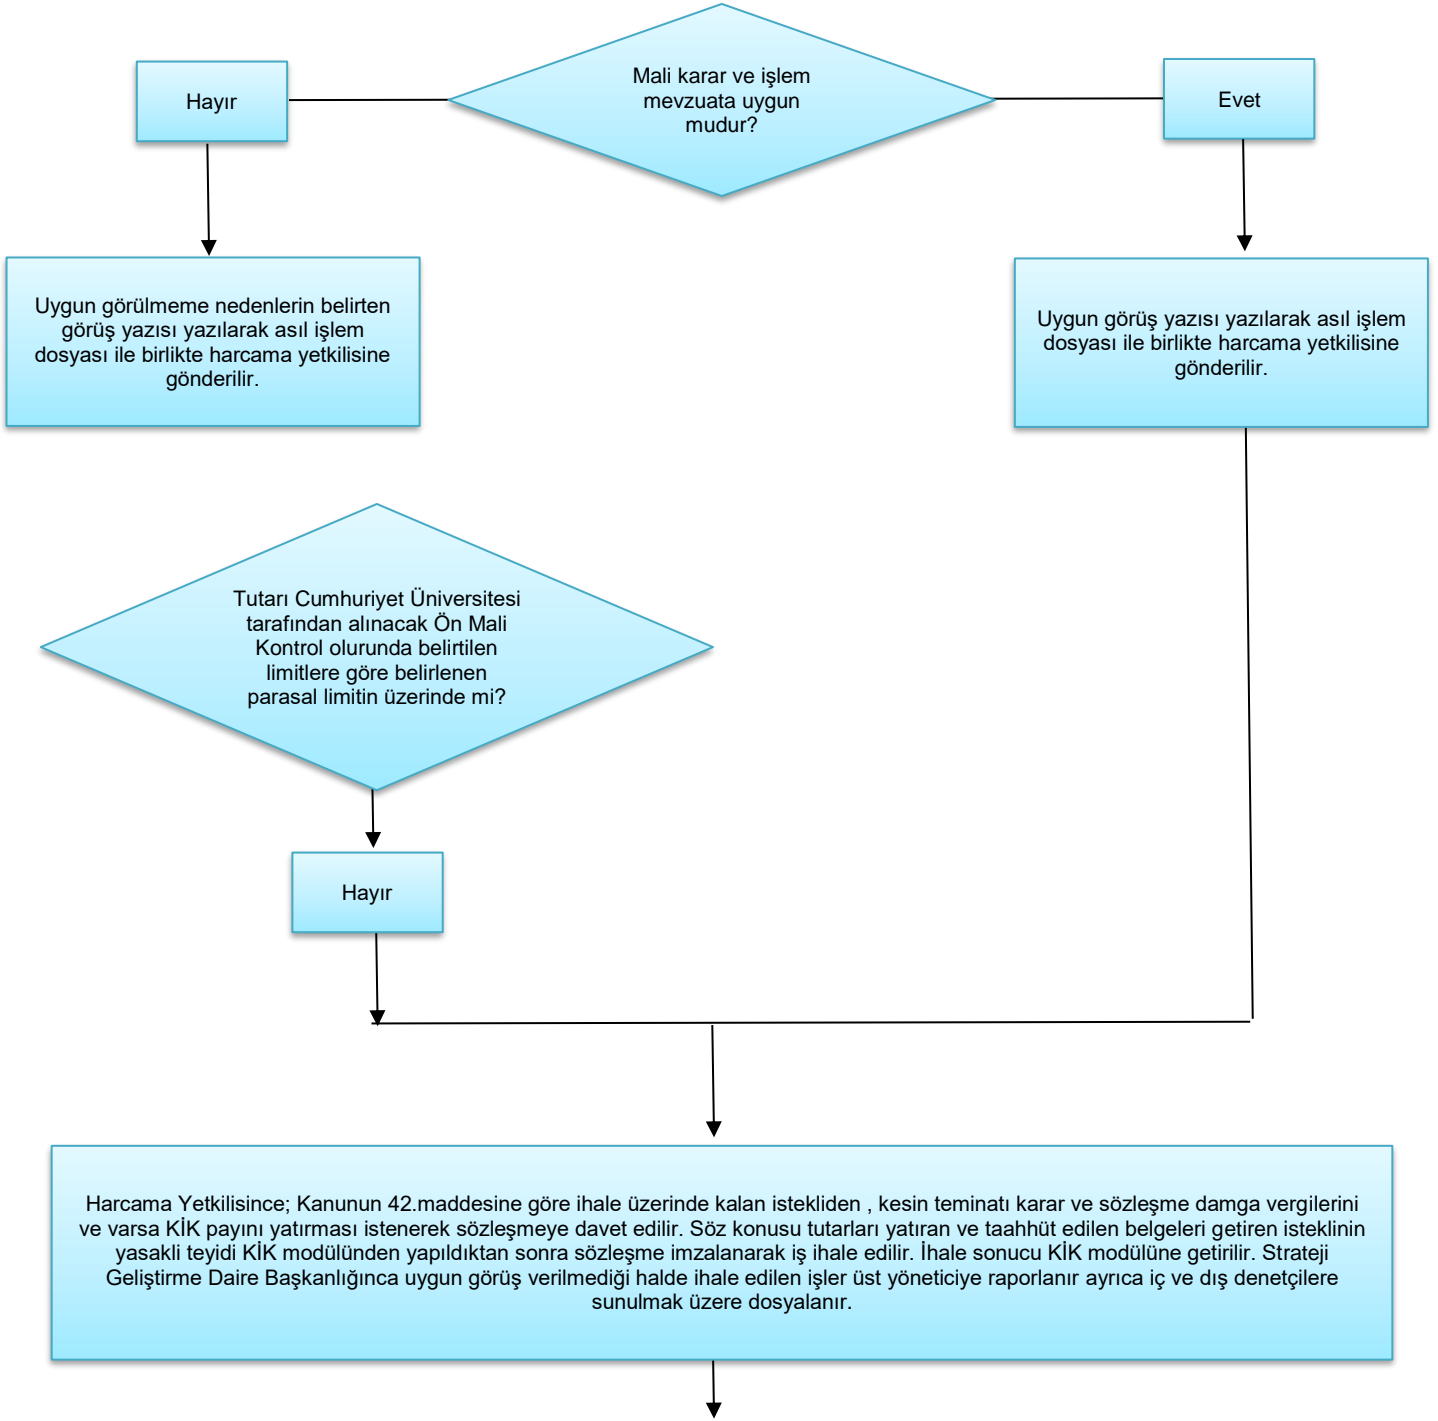 Mali karar ve işlem
mevzuata uygun
mudur?
Hayır
Evet
Uygun görülmeme nedenlerin belirten
görüş yazısı yazılarak asıl işlem
dosyası ile birlikte harcama yetkilisine
gönderilir.
Uygun görüş yazısı yazılarak asıl işlem
dosyası ile birlikte harcama yetkilisine
gönderilir.
Tutarı Cumhuriyet Üniversitesi
tarafından alınacak Ön Mali
Kontrol olurunda belirtilen
limitlere göre belirlenen
parasal limitin üzerinde mi?
Hayır
Harcama Yetkilisince; Kanunun 42.maddesine göre ihale üzerinde kalan istekliden , kesin teminatı karar ve sözleşme damga vergilerini
ve varsa KİK payını yatırması istenerek sözleşmeye davet edilir. Söz konusu tutarları yatıran ve taahhüt edilen belgeleri getiren isteklinin
yasakli teyidi KİK modülünden yapıldıktan sonra sözleşme imzalanarak iş ihale edilir. İhale sonucu KİK modülüne getirilir. Strateji
Geliştirme Daire Başkanlığınca uygun görüş verilmediği halde ihale edilen işler üst yöneticiye raporlanır ayrıca iç ve dış denetçilere
sunulmak üzere dosyalanır.